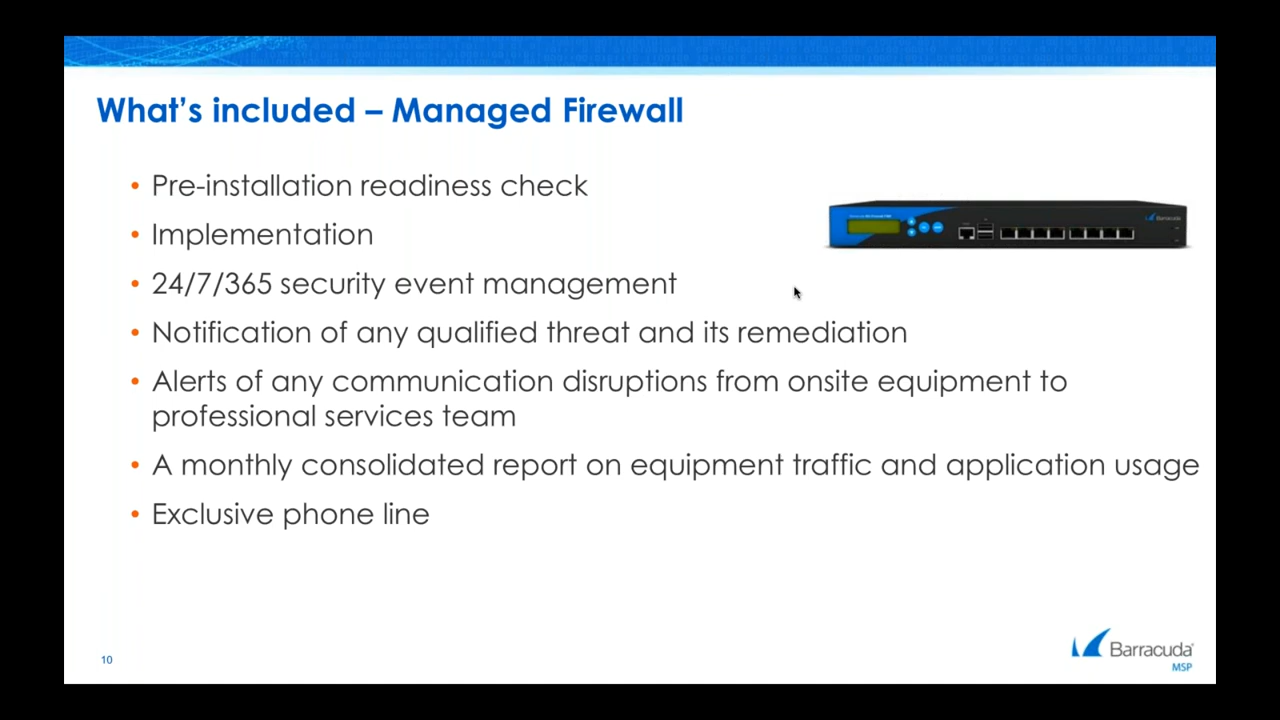 What's included – Managed Firewall
• Pre-installation readiness check
• Implementation
• 24/7/365 security event management
• Notification of any qualified threat and its remediation
• Alerts of any communication disruptions from onsite equipment to
professional services team
• A monthly consolidated report on equipment traffic and application usage
• Exclusive phone line
Barracuda
10
Barracuda
MSP